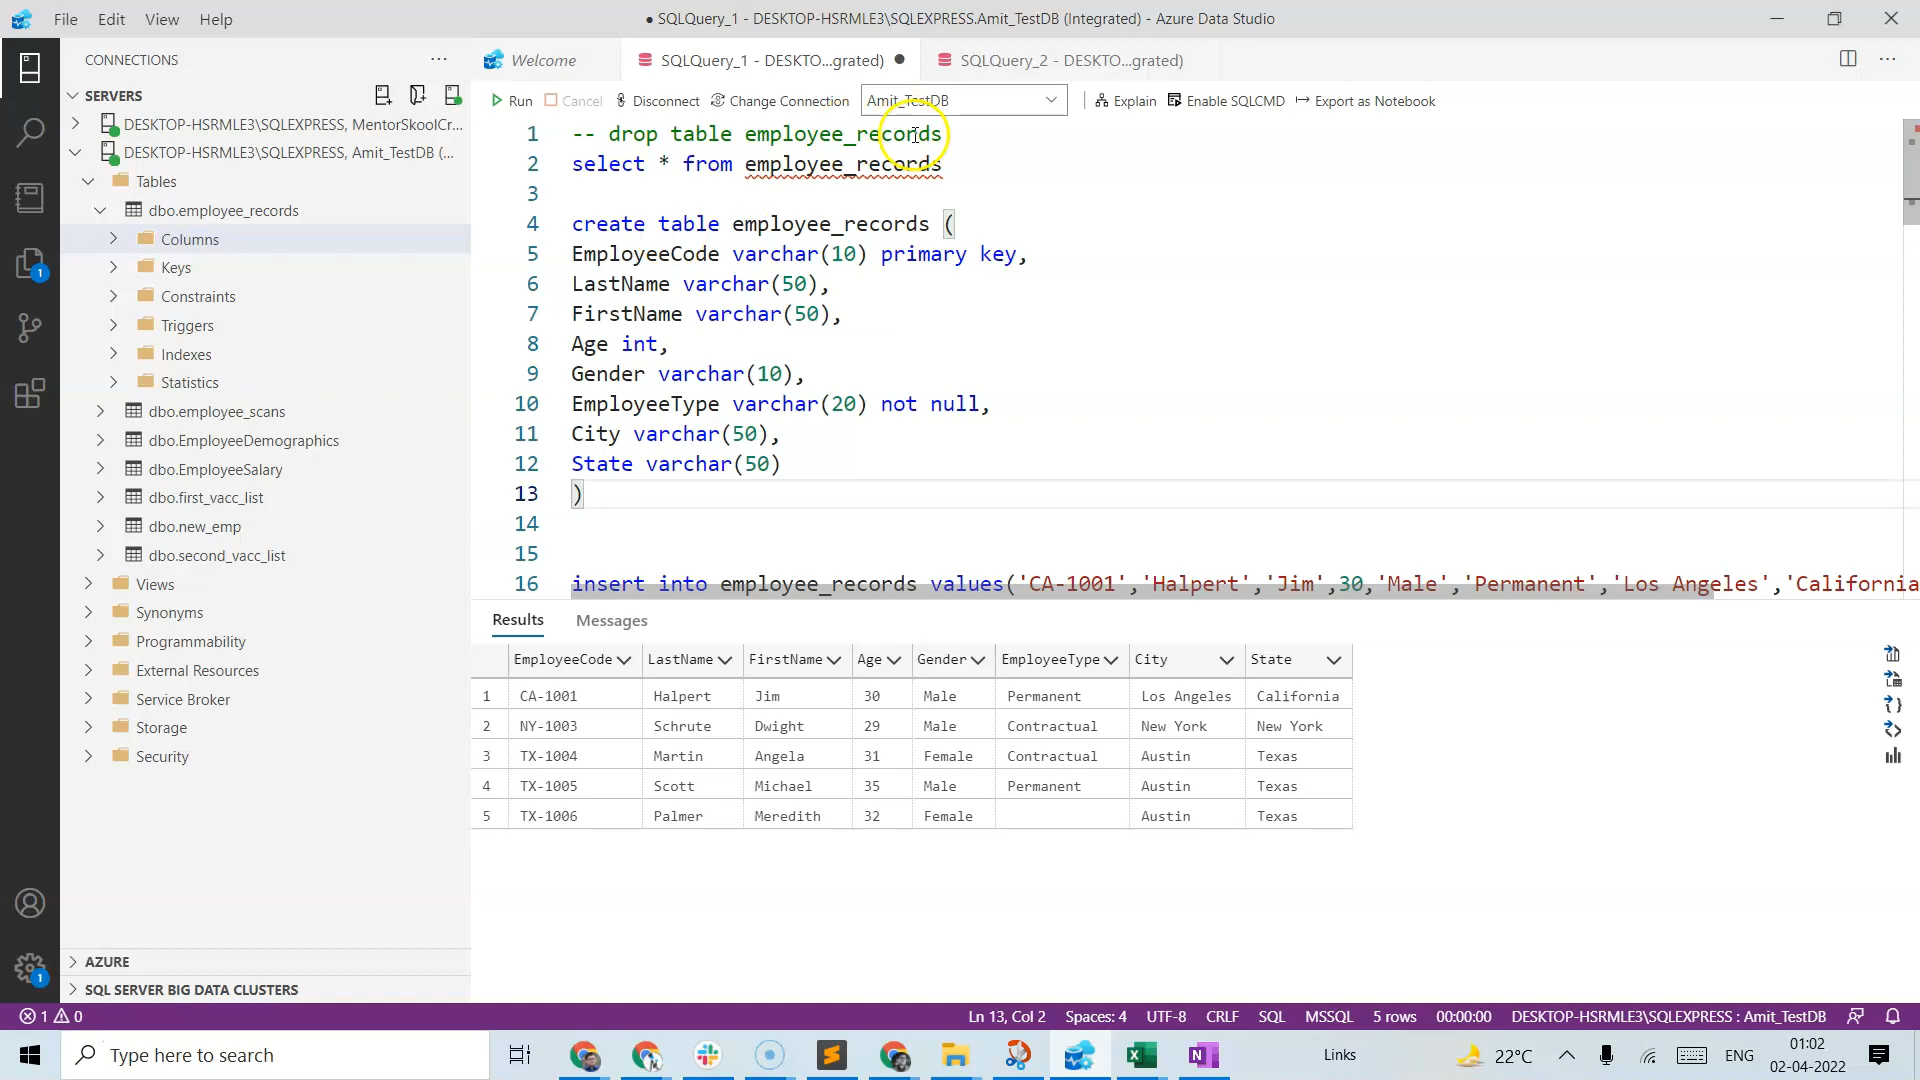 File Edit View Help
● SQLQuery_1 - DESKTOP-HSRMLE3\SQLEXPRESS.Amit_TestDB (Integrated) - Azure Data Studio
CONNECTIONS
SERVERS
DESKTOP-HSRMLE3\SQLEXPRESS, MentorSkoolCr...
DESKTOP-HSRMLE3\SQLEXPRESS, Amit_TestDB (...
Tables
dbo.employee_records
Columns
Keys
Constraints
Triggers
Indexes
Statistics
dbo.employee_scans
dbo.EmployeeDemographics
dbo.EmployeeSalary
dbo.first_vacc_list
dbo.new_emp
dbo.second_vacc_list
Views
Synonyms
Programmability
External Resources
Service Broker
Storage
Security
AZURE
SQL SERVER BIG DATA CLUSTERS
1
1
Welcome SQLQuery_1 - DESKTO...grated) ● SQLQuery_2 - DESKTO...grated)
Run Cancel Disconnect Change Connection Amit_TestDB Explain Enable SQLCMD Export as Notebook
1 -- drop table employee_records
2 select * from employee_records
3
4 create table employee_records (
5 EmployeeCode varchar(10) primary key,
6 LastName varchar(50),
7 FirstName varchar(50),
8 Age int,
9 Gender varchar(10),
10 EmployeeType varchar(20) not null,
11 City varchar(50),
12 State varchar(50)
13 )
14
15
16 insert into employee_records values('CA-1001','Halpert','Jim',30,'Male','Permanent','Los Angeles','California
Results Messages
EmployeeCode LastName FirstName Age Gender EmployeeType City State
1 CA-1001 Halpert Jim 30 Male Permanent Los Angeles California
2 NY-1003 Schrute Dwight 29 Male Contractual New York New York
3 TX-1004 Martin Angela 31 Female Contractual Austin Texas
4 TX-1005 Scott Michael 35 Male Permanent Austin Texas
5 TX-1006 Palmer Meredith 32 Female Austin Texas
1 0 Ln 13, Col 2 Spaces: 4 UTF-8 CRLF SQL MSSQL 5 rows 00:00:00 DESKTOP-HSRMLE3\SQLEXPRESS : Amit_TestDB
Type here to search Links 22°C ENG 01:02
02-04-2022